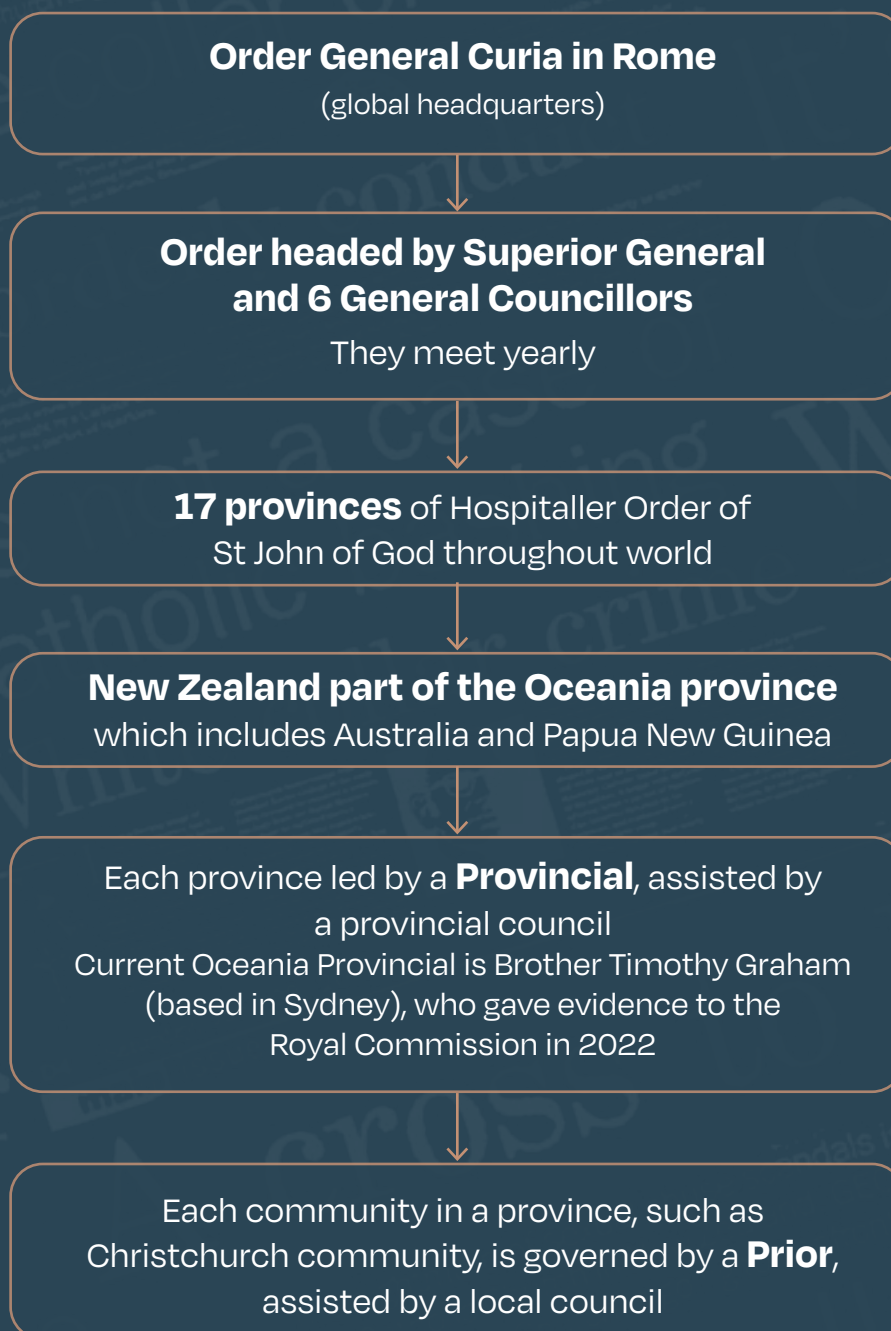 Order General Curia in Rome
(global headquarters)
Order headed by Superior General
and 6 General Councillors
They meet yearly
17 provinces of Hospitaller Order of
St John of God throughout world
New Zealand part of the Oceania province
which includes Australia and Papua New Guinea
Each province led by a Provincial, assisted by
a provincial council
Current Oceania Provincial is Brother Timothy Graham
(based in Sydney), who gave evidence to the
Royal Commission in 2022
Each community in a province, such as
Christchurch community, is governed by a Prior,
assisted by a local council